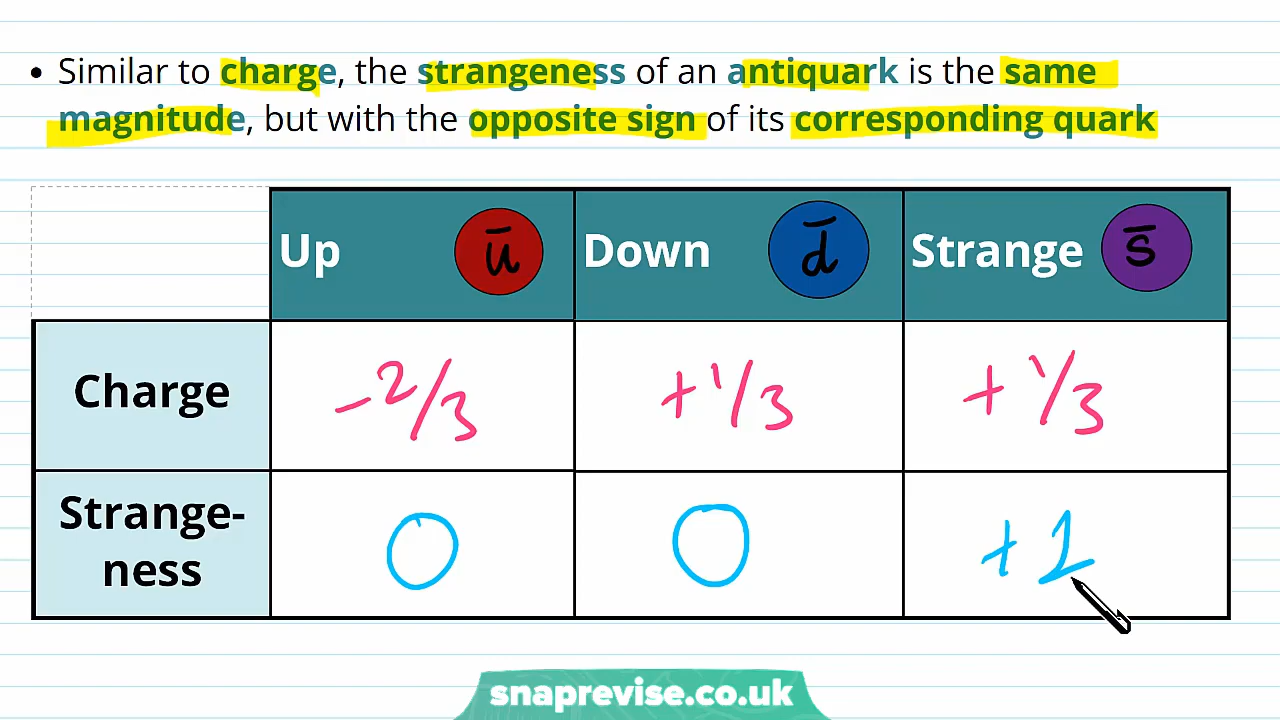 • Similar to charge, the strangeness of an antiquark is the same
magnitude, but with the opposite sign of its corresponding quark
Up u̅ Down d̅ Strange s̅
Charge -2/3 +1/3 +1/3
Strange-
ness 0 0 +1
snaprevise.co.uk